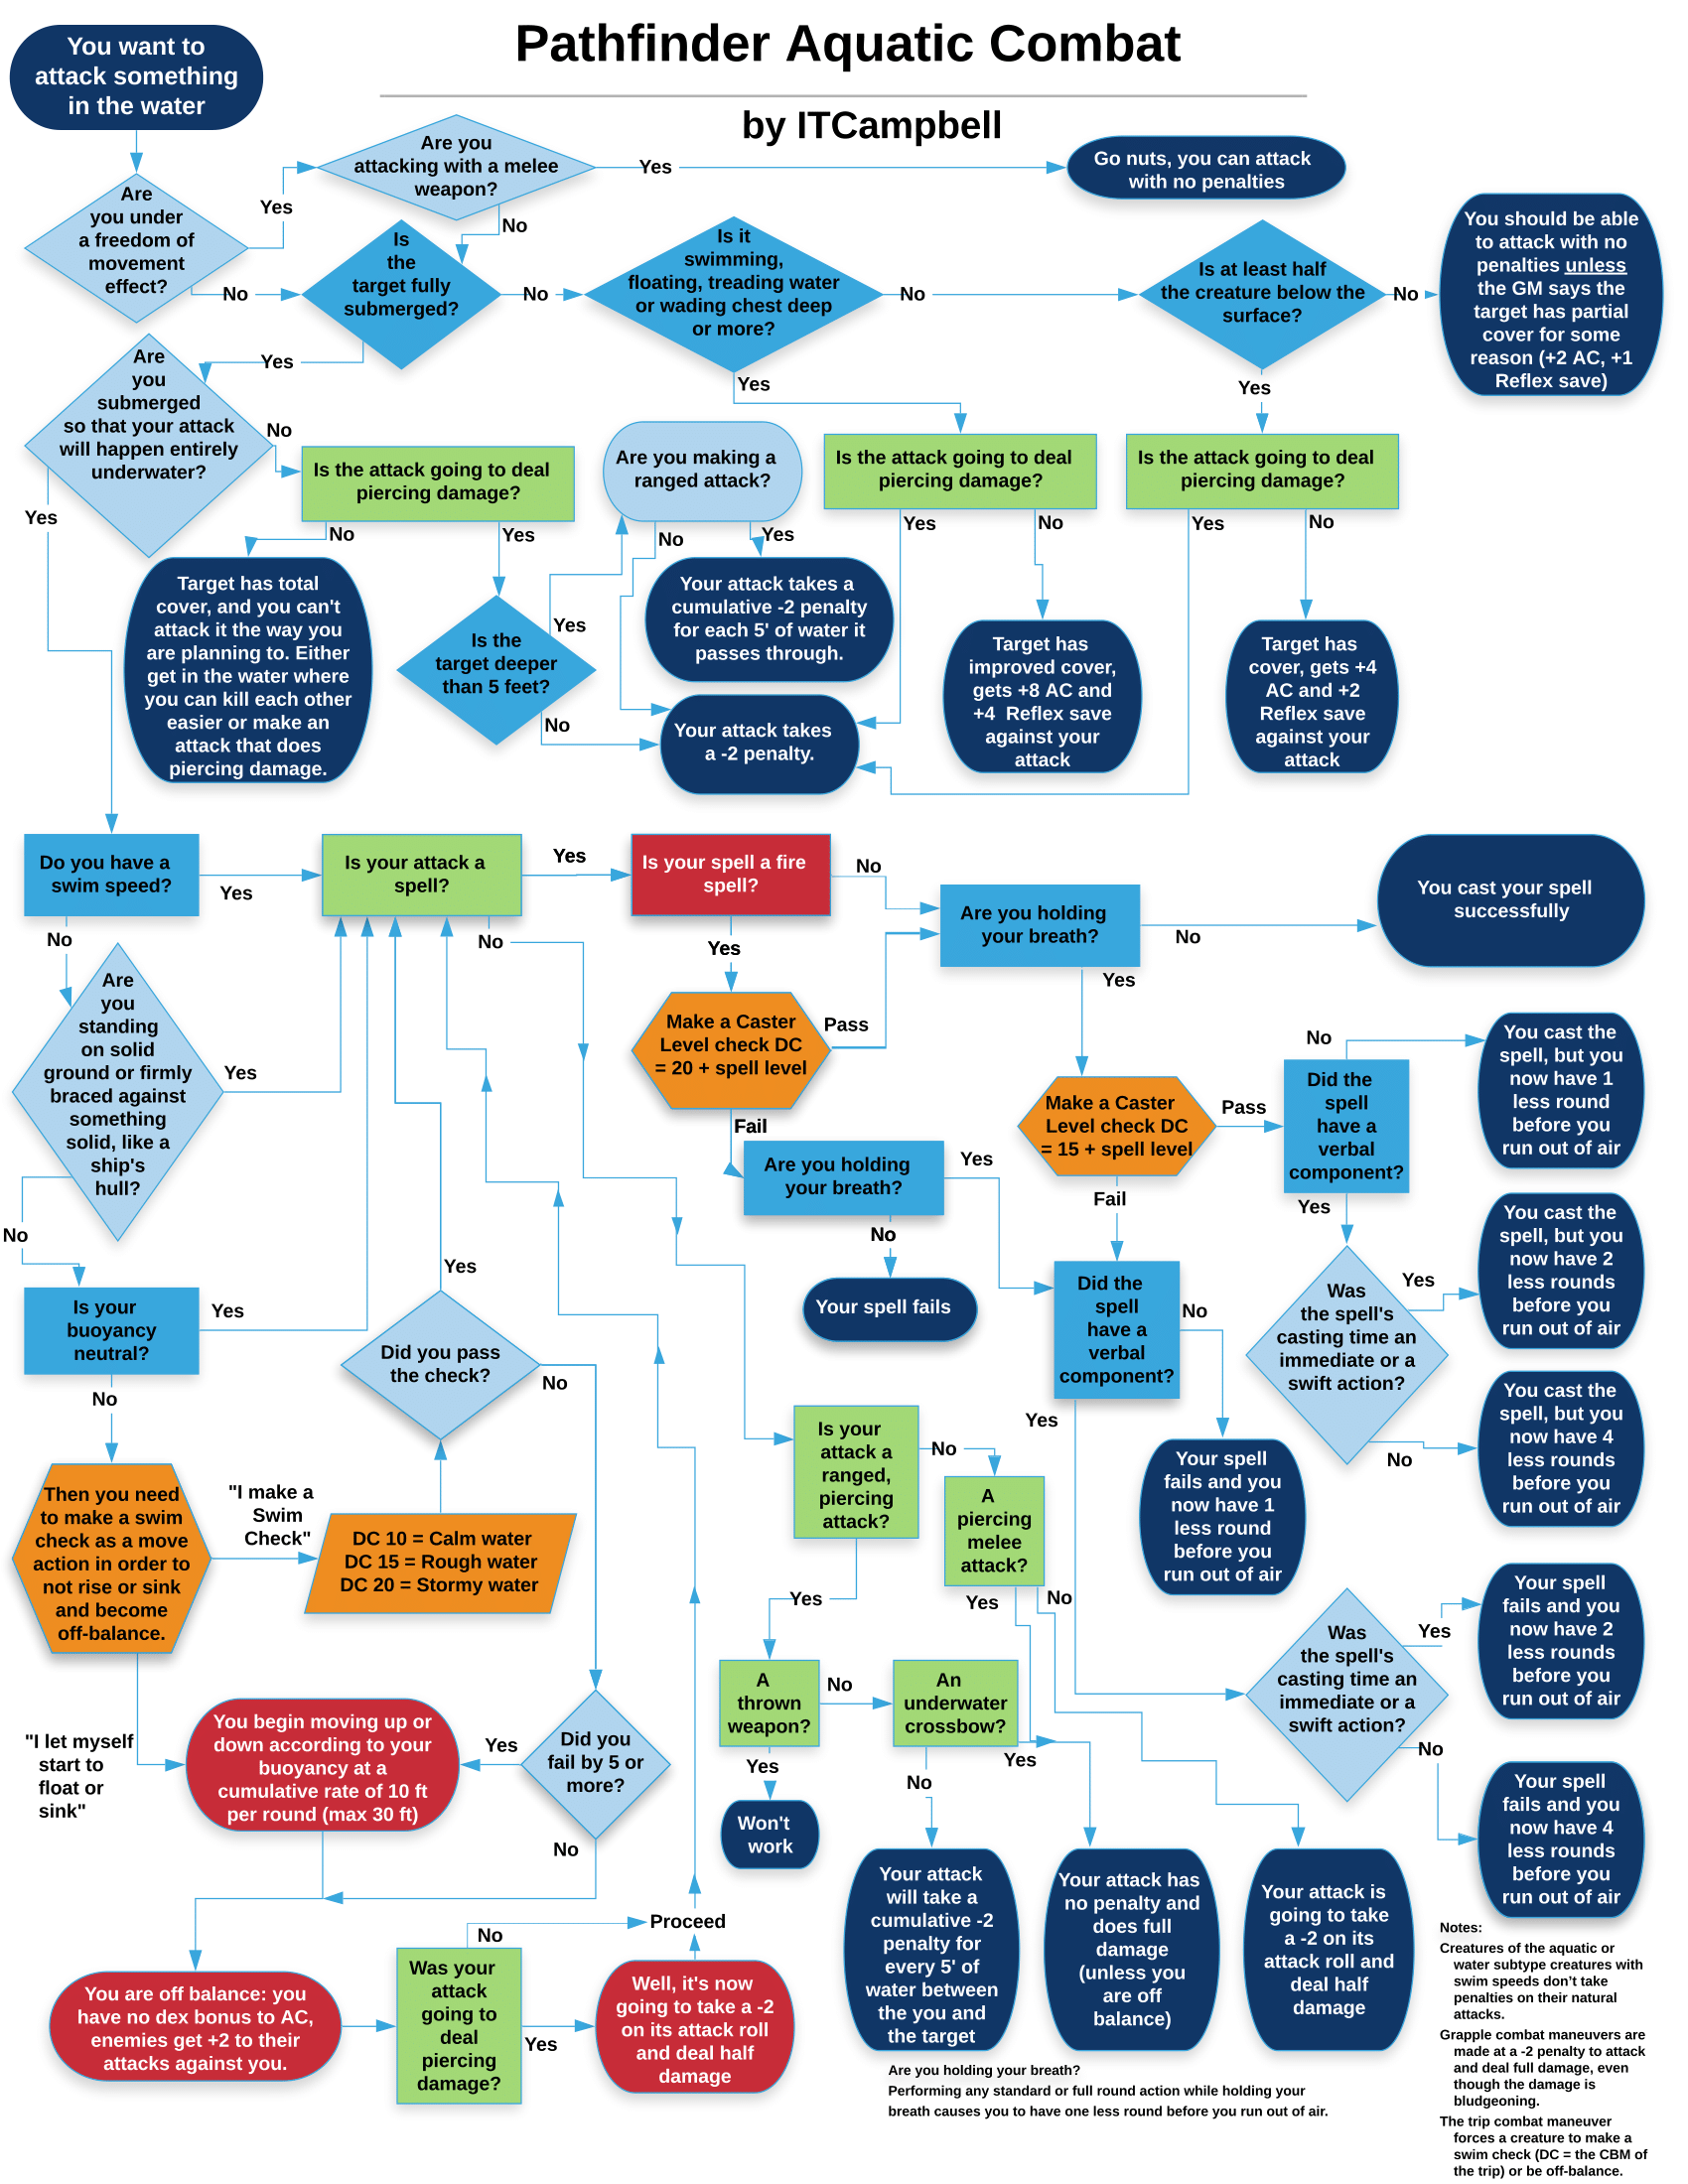 Pathfinder Aquatic Combat
by ITCampbell
You want to
attack something
in the water
Are
you under
a freedom of
movement
effect?
Yes
No
Are you
attacking with a melee
weapon?
Yes
No
Go nuts, you can attack
with no penalties
Is
the
target fully
submerged?
No
Yes
Is it
swimming,
floating, treading water
or wading chest deep
or more?
No
Yes
Is at least half
the creature below the
surface?
No
Yes
You should be able
to attack with no
penalties unless
the GM says the
target has partial
cover for some
reason (+2 AC, +1
Reflex save)
Are
you
submerged
so that your attack
will happen entirely
underwater?
No
Yes
Is the attack going to deal
piercing damage?
No
Yes
Are you making a
ranged attack?
No
Yes
Is the attack going to deal
piercing damage?
Yes
No
Is the attack going to deal
piercing damage?
Yes
No
Target has total
cover, and you can't
attack it the way you
are planning to. Either
get in the water where
you can kill each other
easier or make an
attack that does
piercing damage.
Is the
target deeper
than 5 feet?
Yes
No
Your attack takes a
cumulative -2 penalty
for each 5' of water it
passes through.
Your attack takes
a -2 penalty.
Target has
improved cover,
gets +8 AC and
+4 Reflex save
against your
attack
Target has
cover, gets +4
AC and +2
Reflex save
against your
attack
Do you have a
swim speed?
Yes
No
Is your attack a
spell?
Yes
No
Is your spell a fire
spell?
No
Yes
Are you holding
your breath?
No
Yes
You cast your spell
successfully
Are
you
standing
on solid
ground or firmly
braced against
something
solid, like a
ship's
hull?
Yes
No
Make a Caster
Level check DC
= 20 + spell level
Pass
Fail
Are you holding
your breath?
Yes
No
Your spell fails
Make a Caster
Level check DC
= 15 + spell level
Pass
Fail
Did the
spell
have a
verbal
component?
No
Yes
You cast the
spell, but you
now have 1
less round
before you
run out of air
Was
the spell's
casting time an
immediate or a
swift action?
Yes
No
You cast the
spell, but you
now have 2
less rounds
before you
run out of air
You cast the
spell, but you
now have 4
less rounds
before you
run out of air
Did the
spell
have a
verbal
component?
No
Yes
Your spell
fails and you
now have 1
less round
before you
run out of air
Was
the spell's
casting time an
immediate or a
swift action?
Yes
No
Your spell
fails and you
now have 2
less rounds
before you
run out of air
Your spell
fails and you
now have 4
less rounds
before you
run out of air
Is your
buoyancy
neutral?
Yes
No
Then you need
to make a swim
check as a move
action in order to
not rise or sink
and become
off-balance.
"I make a
Swim
Check"
DC 10 = Calm water
DC 15 = Rough water
DC 20 = Stormy water
Did you pass
the check?
Yes
No
"I let myself
start to
float or
sink"
You begin moving up or
down according to your
buoyancy at a
cumulative rate of 10 ft
per round (max 30 ft)
Did you
fail by 5 or
more?
Yes
No
You are off balance: you
have no dex bonus to AC,
enemies get +2 to their
attacks against you.
Was your
attack
going to
deal
piercing
damage?
No
Yes
Proceed
Well, it's now
going to take a -2
on its attack roll
and deal half
damage
Is your
attack a
ranged,
piercing
attack?
No
Yes
A
piercing
melee
attack?
Yes
No
A
thrown
weapon?
No
Yes
Won't
work
An
underwater
crossbow?
Yes
No
Your attack
will take a
cumulative -2
penalty for
every 5' of
water between
the you and
the target
Your attack has
no penalty and
does full
damage
(unless you
are off
balance)
Your attack is
going to take
a -2 on its
attack roll and
deal half
damage
Are you holding your breath?
Performing any standard or full round action while holding your
breath causes you to have one less round before you run out of air.
Notes:
Creatures of the aquatic or
water subtype creatures with
swim speeds don't take
penalties on their natural
attacks.
Grapple combat maneuvers are
made at a -2 penalty to attack
and deal full damage, even
though the damage is
bludgeoning.
The trip combat maneuver
forces a creature to make a
swim check (DC = the CBM of
the trip) or be off-balance.